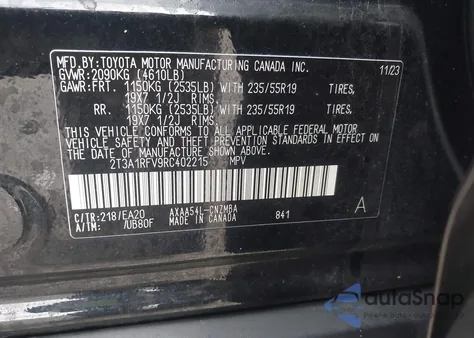 MFD.BY:TOYOTA MOTOR MANUFACTURING CANADA INC.
GVWR:2090KG (4610LB) 11/23
GAWR:FRT. 1150KG (2535LB) WITH 235/55R19 TIRES,
19X7 1/2J RIMS,
RR. 1150KG (2535LB) WITH 235/55R19 TIRES,
19X7 1/2J RIMS,
THIS VEHICLE CONFORMS TO ALL APPLICABLE FEDERAL MOTOR
VEHICLE SAFETY AND THEFT PREVENTION STANDARDS IN EFFECT
ON THE DATE OF MANUFACTURE SHOWN ABOVE.
2T3A1RFV9RC402215 MPV
C/TR:218/EA20 AXAA54L-CNZMBA 841 A
A/TM: /UB80F MADE IN CANADA
autoSnap